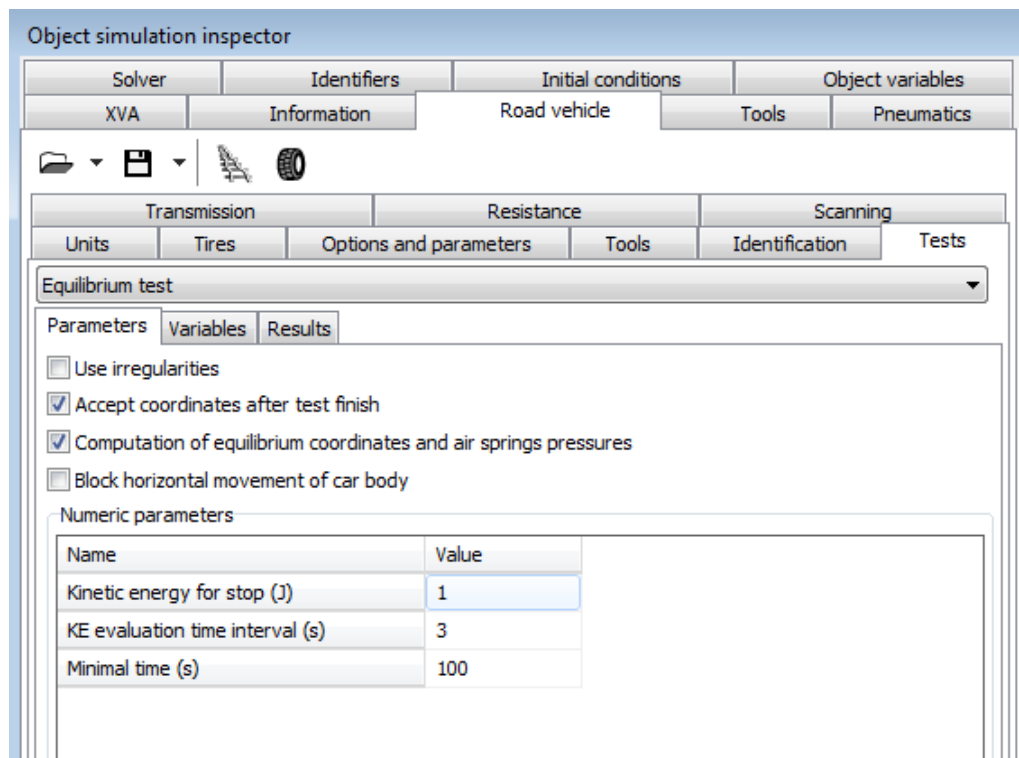 Object simulation inspector
Solver Identifiers Initial conditions Object variables
XVA Information Road vehicle Tools Pneumatics
Transmission Resistance Scanning
Units Tires Options and parameters Tools Identification Tests
Equilibrium test
Parameters Variables Results
Use irregularities
Accept coordinates after test finish
Computation of equilibrium coordinates and air springs pressures
Block horizontal movement of car body
Numeric parameters
Name Value
Kinetic energy for stop (J) 1
KE evaluation time interval (s) 3
Minimal time (s) 100